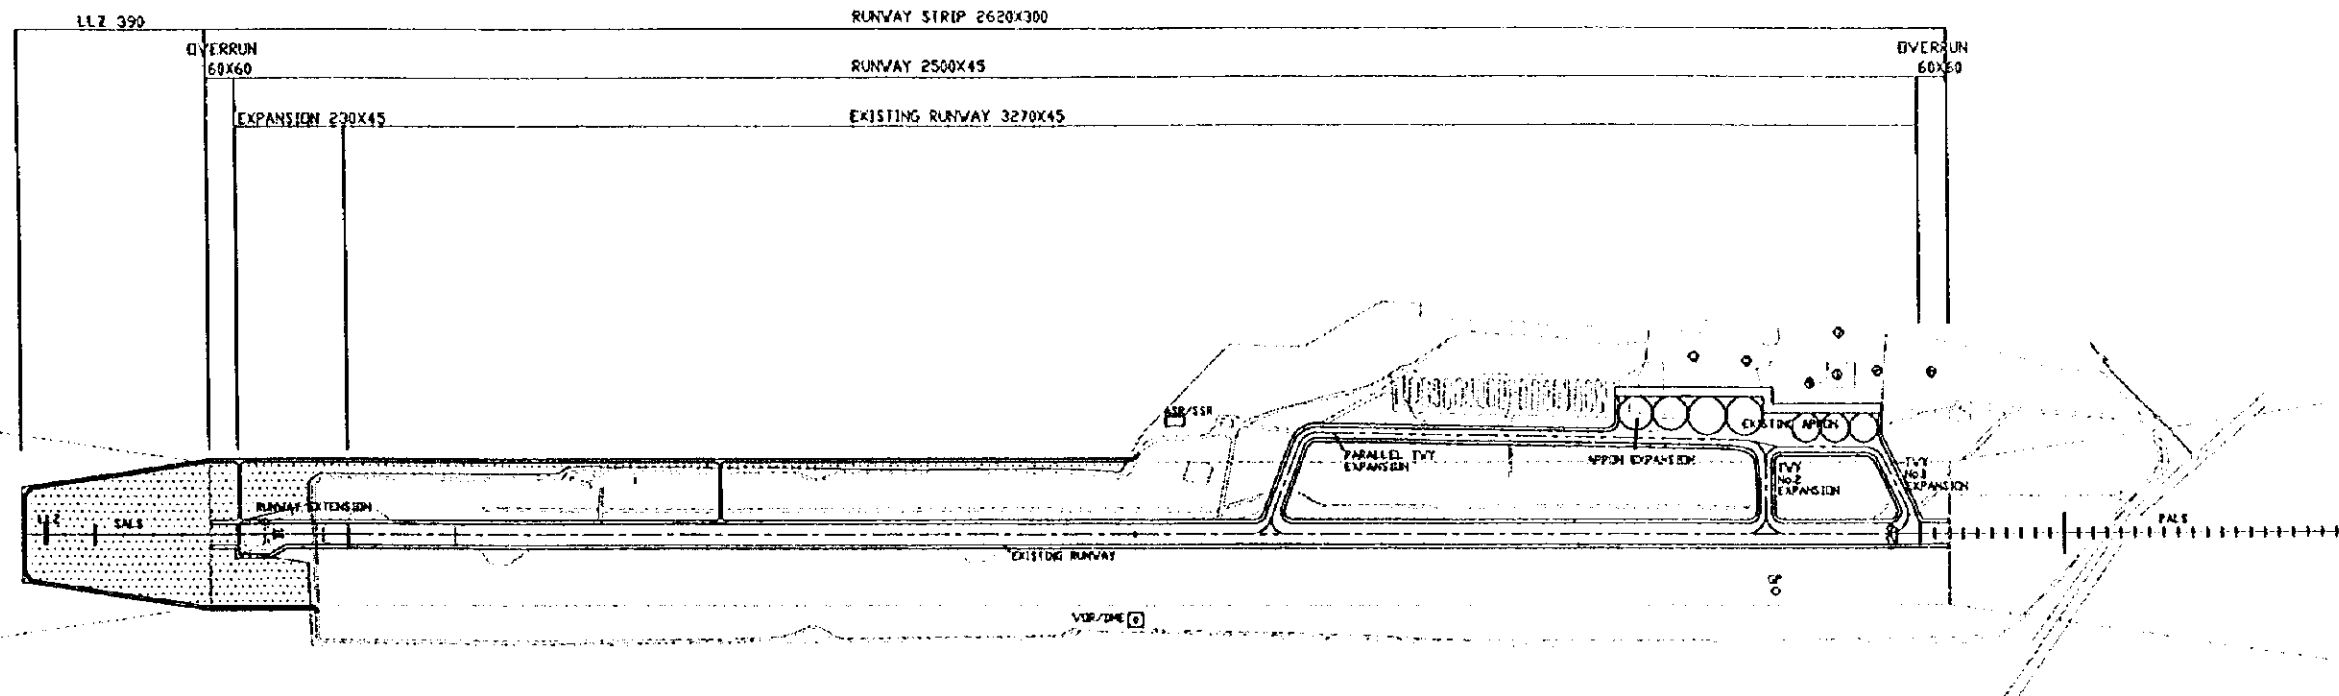 LLZ 390
RUNWAY STRIP 2620X300
OVERRUN
60X60
OVERRUN
60X60
RUNWAY 2500X45
EXPANSION 230X45
EXISTING RUNWAY 3270X45
ASR/SSR
EXISTING APRON
PARALLEL TWY
EXPANSION
APRON EXPANSION
TWY
No.2
EXPANSION
TWY
No.1
EXPANSION
RUNWAY EXTENSION
LLZ
SALS
PALS
EXISTING RUNWAY
GP
VOR/DME